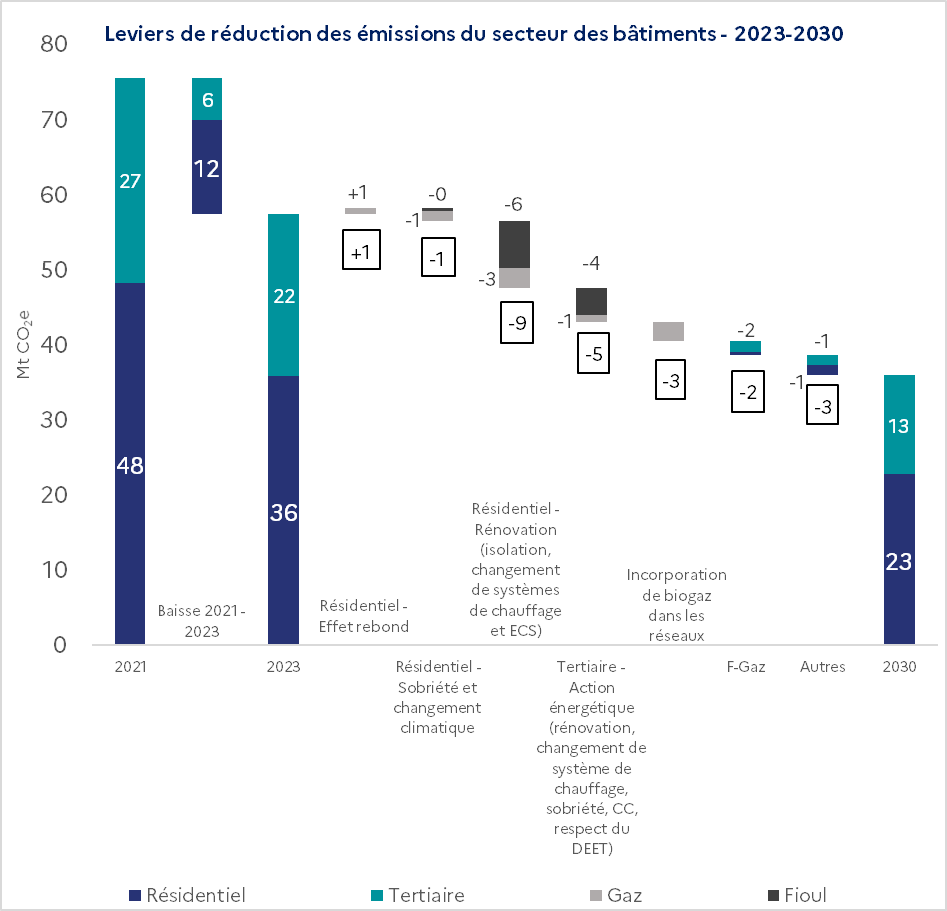 Leviers de réduction des émissions du secteur des bâtiments - 2023-2030
Mt CO₂e
80
70
60
50
40
30
20
10
0
27
48
6
12
22
36
+1
+1
-0
-1
-1
-6
-3
-9
-4
-1
-5
-3
-2
-2
-1
-1
-3
13
23
2021
Baisse 2021-
2023
2023
Résidentiel -
Effet rebond
Résidentiel -
Sobriété et
changement
climatique
Résidentiel -
Rénovation
(isolation,
changement
de systèmes
de chauffage
et ECS)
Tertiaire -
Action
énergétique
(rénovation,
changement de
système de
chauffage,
sobriété, CC,
respect du
DEET)
Incorporation
de biogaz
dans les
réseaux
F-Gaz
Autres
2030
Résidentiel
Tertiaire
Gaz
Fioul